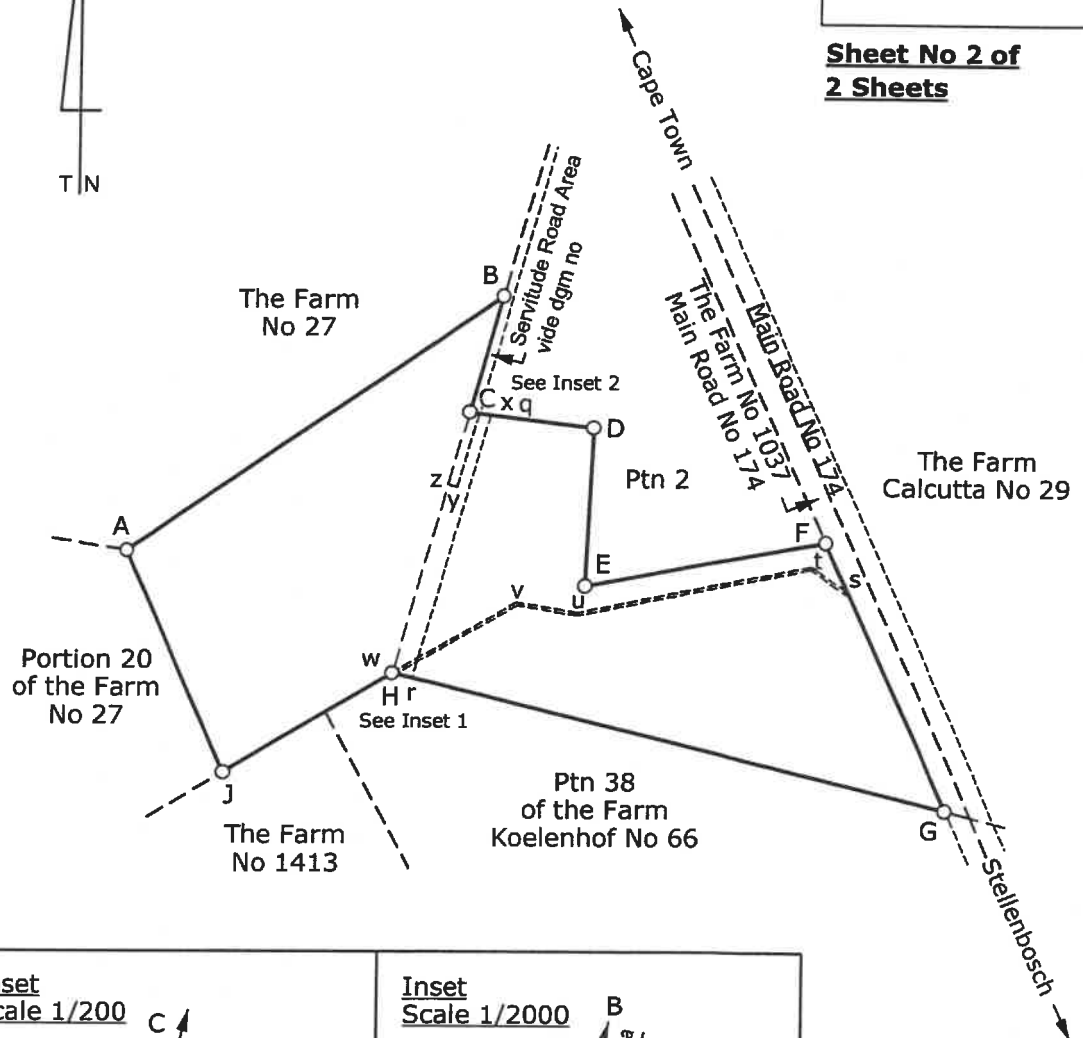 Sheet No 2 of
2 Sheets
T N
Cape Town
Servitude Road Area
vide dgm no
B
The Farm
No 27
See Inset 2
C x q
D
Main Road No 174
The Farm No 1037
Main Road No 174
The Farm
Calcutta No 29
Ptn 2
z
y
A
F
E
t
s
v
u
Portion 20
of the Farm
No 27
w
H r
See Inset 1
J
Ptn 38
of the Farm
Koelenhof No 66
G
The Farm
No 1413
Stellenbosch
set
cale 1/200
C
Inset
Scale 1/2000
B